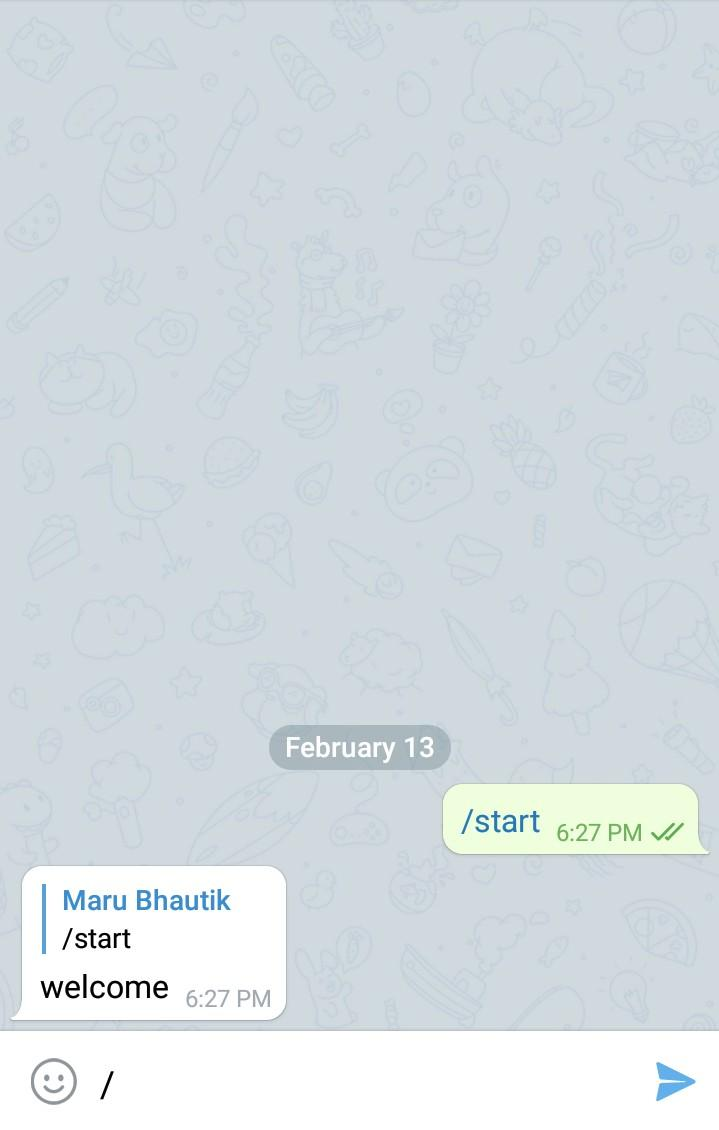 February 13
/start 6:27 PM
Maru Bhautik
/start
welcome 6:27 PM
/